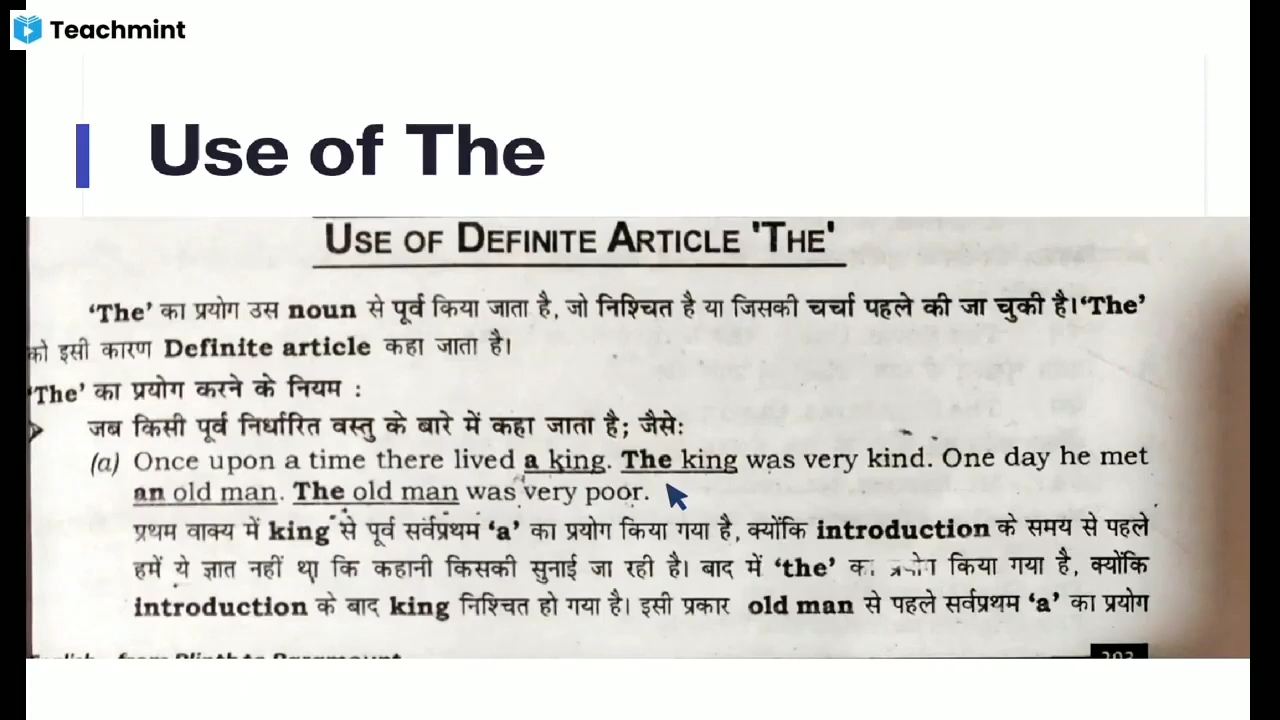 Teachmint
Use of The
USE OF DEFINITE ARTICLE 'THE'
‘The’ का प्रयोग उस noun से पूर्व किया जाता है, जो निश्चित है या जिसकी चर्चा पहले की जा चुकी है। ‘The’
को इसी कारण Definite article कहा जाता है।
‘The’ का प्रयोग करने के नियम :
जब किसी पूर्व निर्धारित वस्तु के बारे में कहा जाता है; जैसे:
(a) Once upon a time there lived a king. The king was very kind. One day he met
an old man. The old man was very poor.
प्रथम वाक्य में king से पूर्व सर्वप्रथम ‘a’ का प्रयोग किया गया है, क्योंकि introduction के समय से पहले
हमें ये ज्ञात नहीं था कि कहानी किसकी सुनाई जा रही है। बाद में ‘the’ का प्रयोग किया गया है, क्योंकि
introduction के बाद king निश्चित हो गया है। इसी प्रकार old man से पहले सर्वप्रथम ‘a’ का प्रयोग